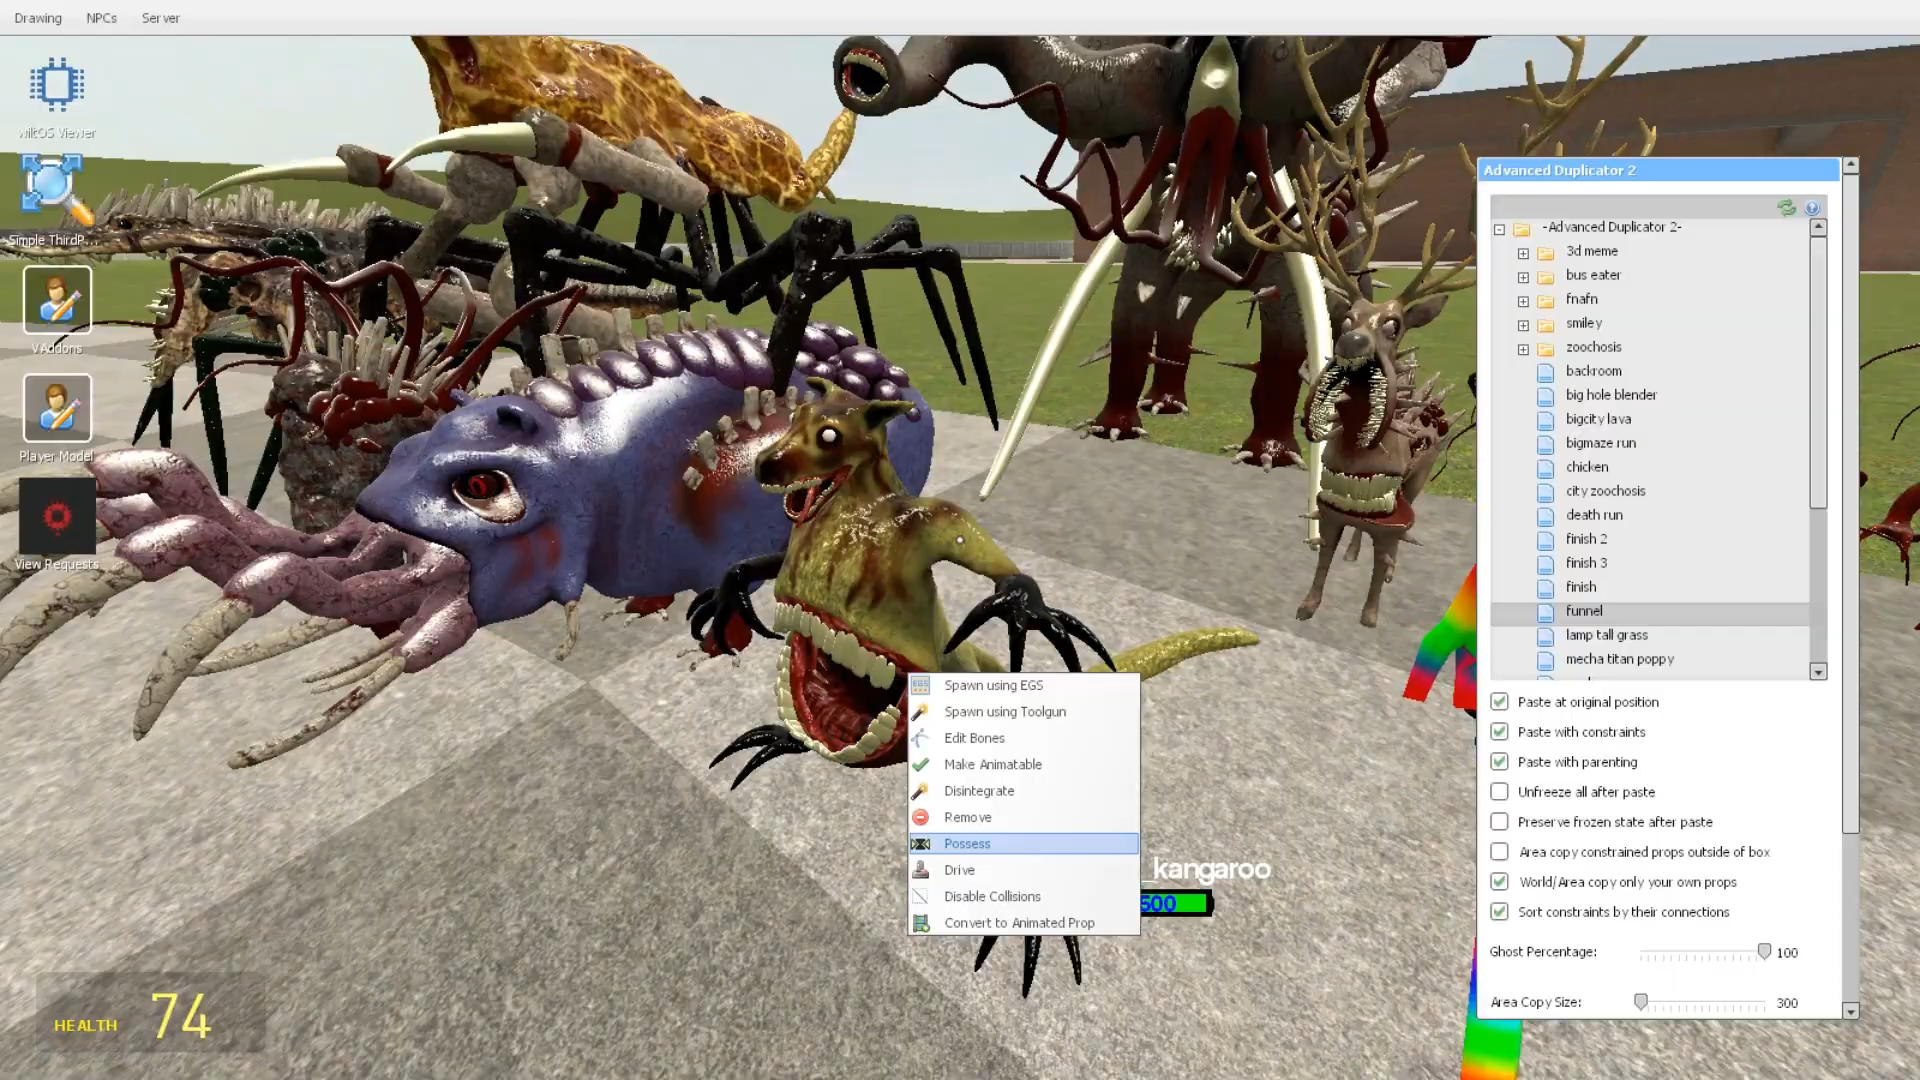 Drawing NPCs Server
wiltOS Viewer
Simple ThirdP...
VAddons
Player Model
View Requests
Advanced Duplicator 2
-Advanced Duplicator 2-
3d meme
bus eater
fnafn
smiley
zoochosis
backroom
big hole blender
bigcity lava
bigmaze run
chicken
city zoochosis
death run
finish 2
finish 3
finish
funnel
lamp tall grass
mecha titan poppy
Paste at original position
Paste with constraints
Paste with parenting
Unfreeze all after paste
Preserve frozen state after paste
Area copy constrained props outside of box
World/Area copy only your own props
Sort constraints by their connections
Ghost Percentage: 100
Area Copy Size: 300
EGS Spawn using EGS
Spawn using Toolgun
Edit Bones
Make Animatable
Disintegrate
Remove
Possess
Drive
Disable Collisions
Convert to Animated Prop
_kangaroo
500
HEALTH 74